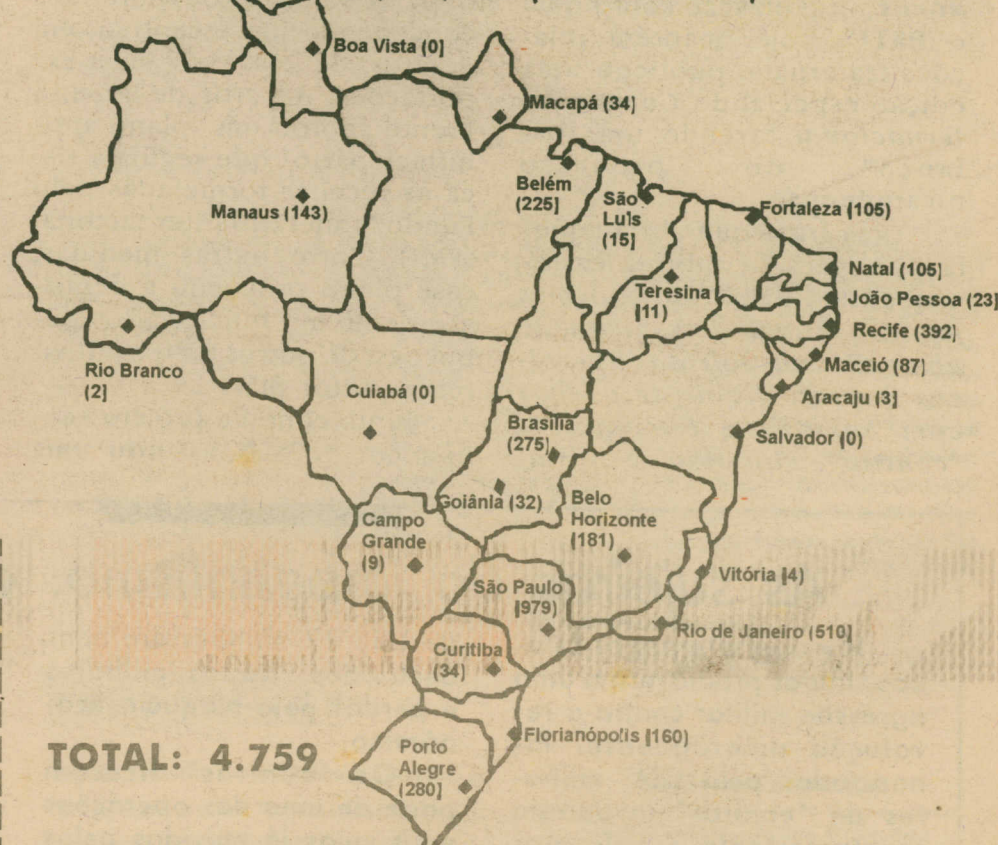 Boa Vista (0)
Macapá (34)
Belém
(225)
Manaus (143)
São
Luís
(15)
Fortaleza (105)
Natal (105)
Teresina
(11)
João Pessoa (23)
Recife (392)
Maceió (87)
Rio Branco
(2)
Cuiabá (0)
Aracaju (3)
Brasília
(275)
Salvador (0)
Goiânia (32)
Belo
Horizonte
(181)
Campo
Grande
(9)
Vitória (4)
São Paulo
(979)
Rio de Janeiro (510)
Curitiba
(34)
Florianópolis (160)
Porto
Alegre
(280)
TOTAL: 4.759